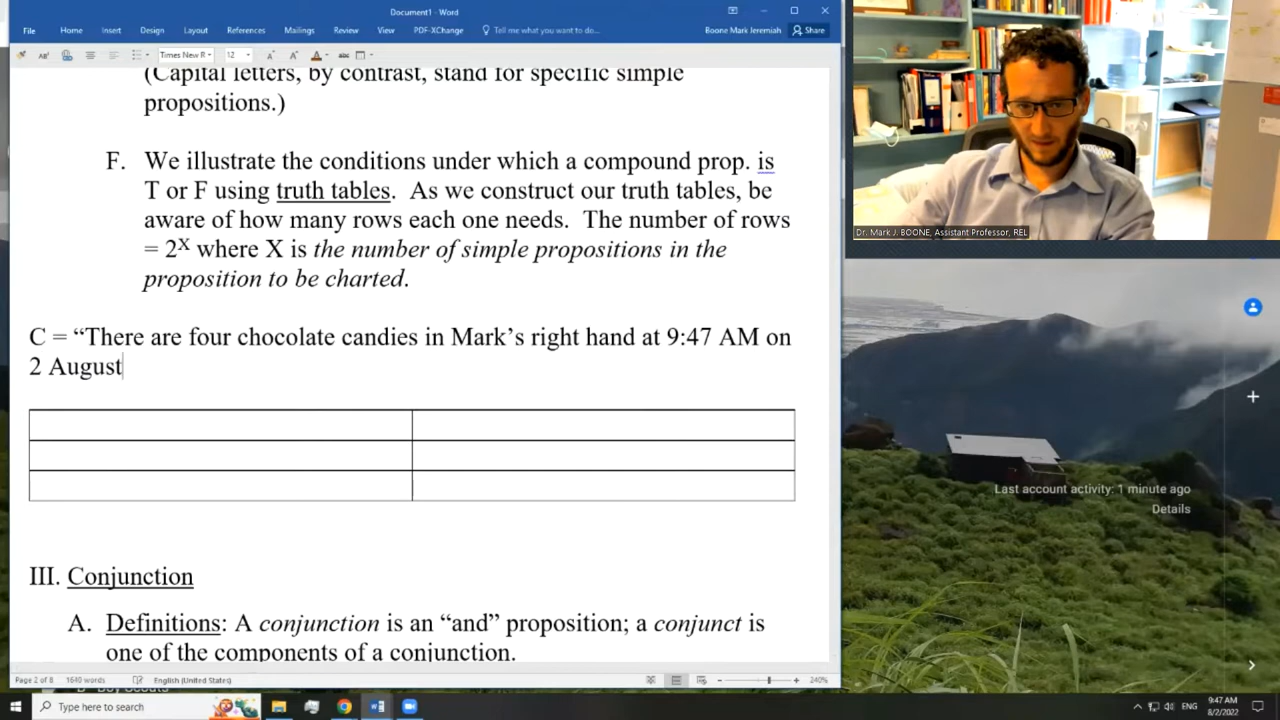 Document1 - Word
File Home Insert Design Layout References Mailings Review View PDF-XChange Tell me what you want to do... Boone Mark Jeremiah Share
Times New R 12
(Capital letters, by contrast, stand for specific simple
propositions.)
F. We illustrate the conditions under which a compound prop. is
T or F using truth tables. As we construct our truth tables, be
aware of how many rows each one needs. The number of rows
= 2ˣ where X is the number of simple propositions in the
proposition to be charted.
C = “There are four chocolate candies in Mark’s right hand at 9:47 AM on
2 August
III. Conjunction
A. Definitions: A conjunction is an “and” proposition; a conjunct is
one of the components of a conjunction.
Page 2 of 8 1640 words English (United States) 240%
Dr. Mark J. BOONE, Assistant Professor, REL
Last account activity: 1 minute ago
Details
Type here to search
ENG
9:47 AM
8/2/2022